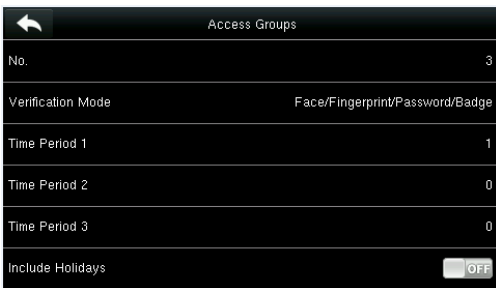 Access Groups
No. 3
Verification Mode Face/Fingerprint/Password/Badge
Time Period 1 1
Time Period 2 0
Time Period 3 0
Include Holidays OFF